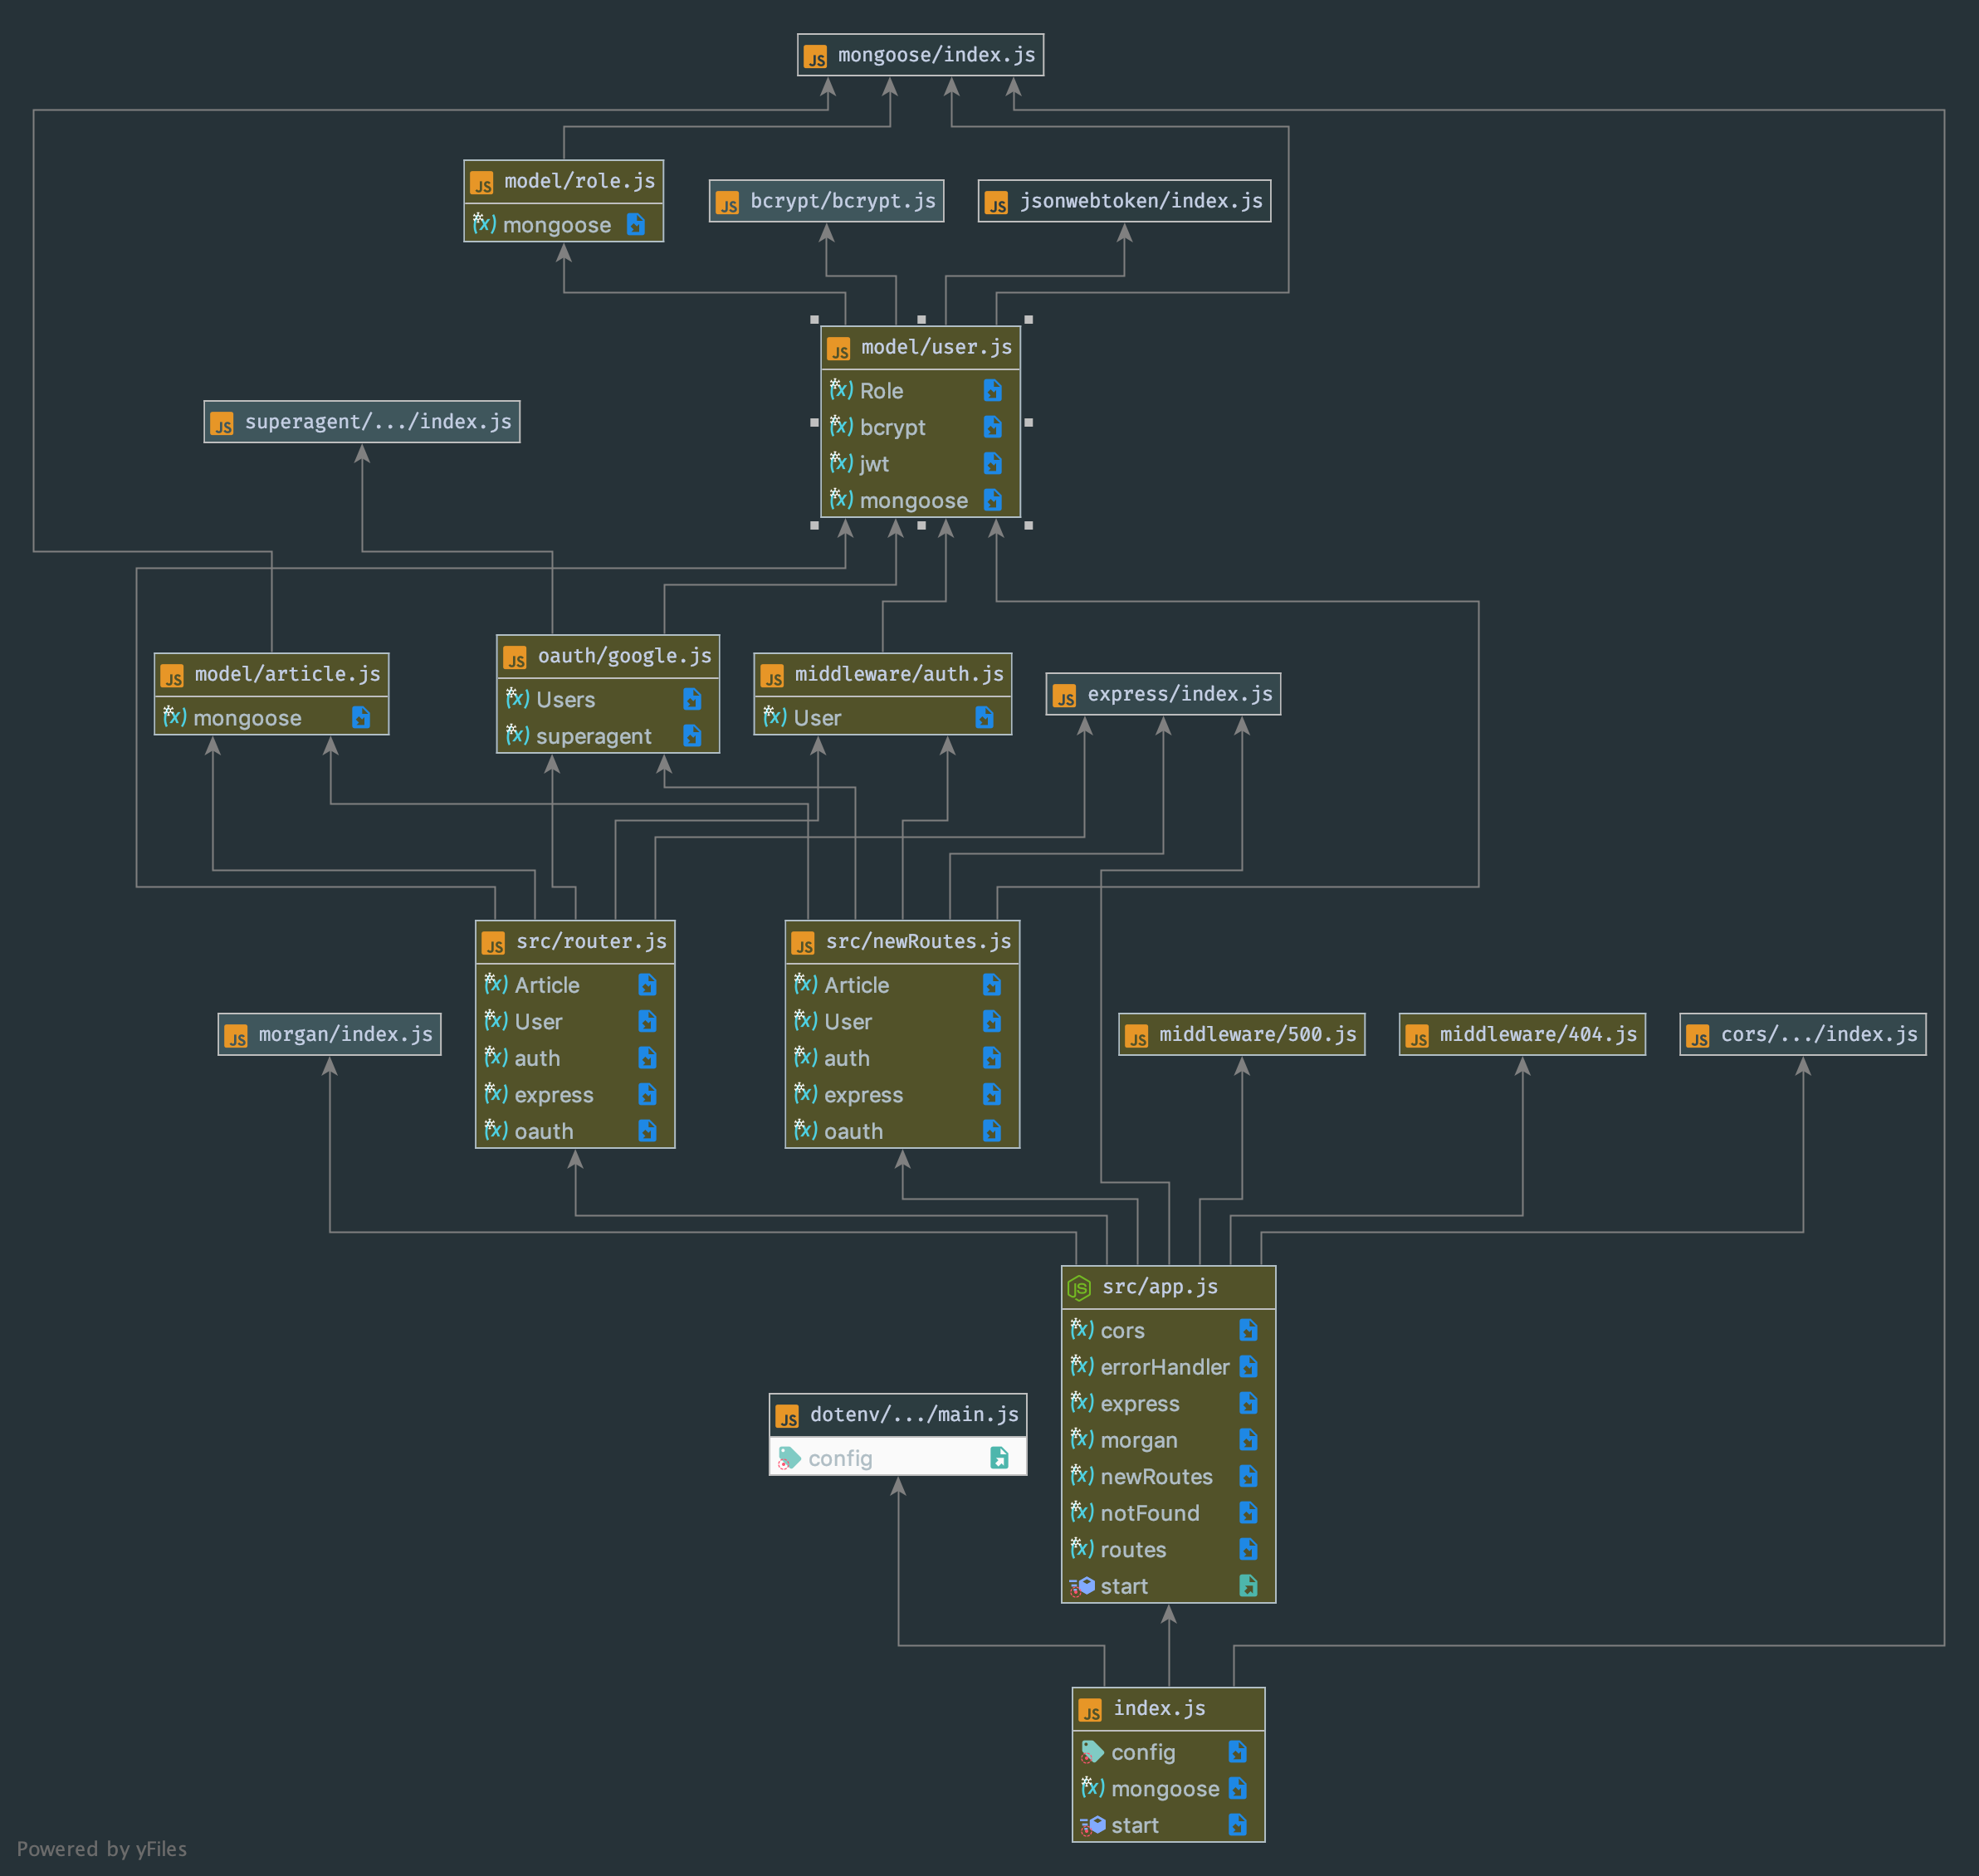 mongoose/index.js
model/role.js
mongoose
bcrypt/bcrypt.js
jsonwebtoken/index.js
model/user.js
Role
bcrypt
jwt
mongoose
superagent/.../index.js
model/article.js
mongoose
oauth/google.js
Users
superagent
middleware/auth.js
User
express/index.js
src/router.js
Article
User
auth
express
oauth
src/newRoutes.js
Article
User
auth
express
oauth
morgan/index.js
middleware/500.js
middleware/404.js
cors/.../index.js
src/app.js
cors
errorHandler
express
morgan
newRoutes
notFound
routes
start
dotenv/.../main.js
config
index.js
config
mongoose
start
Powered by yFiles